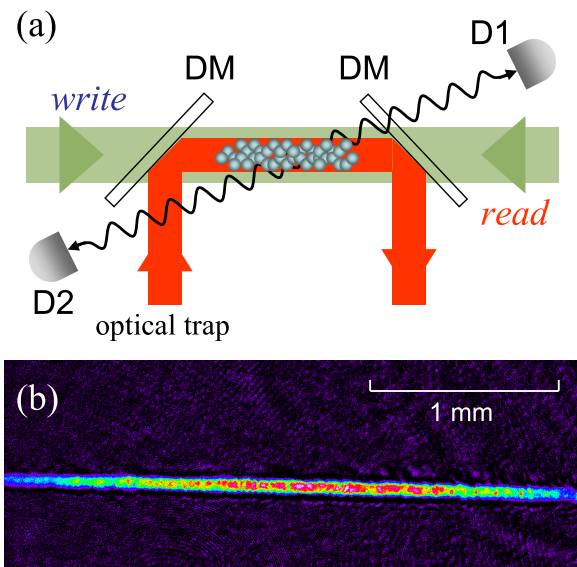 (a)
D1
DM
DM
write
read
D2
optical trap
(b)
1 mm